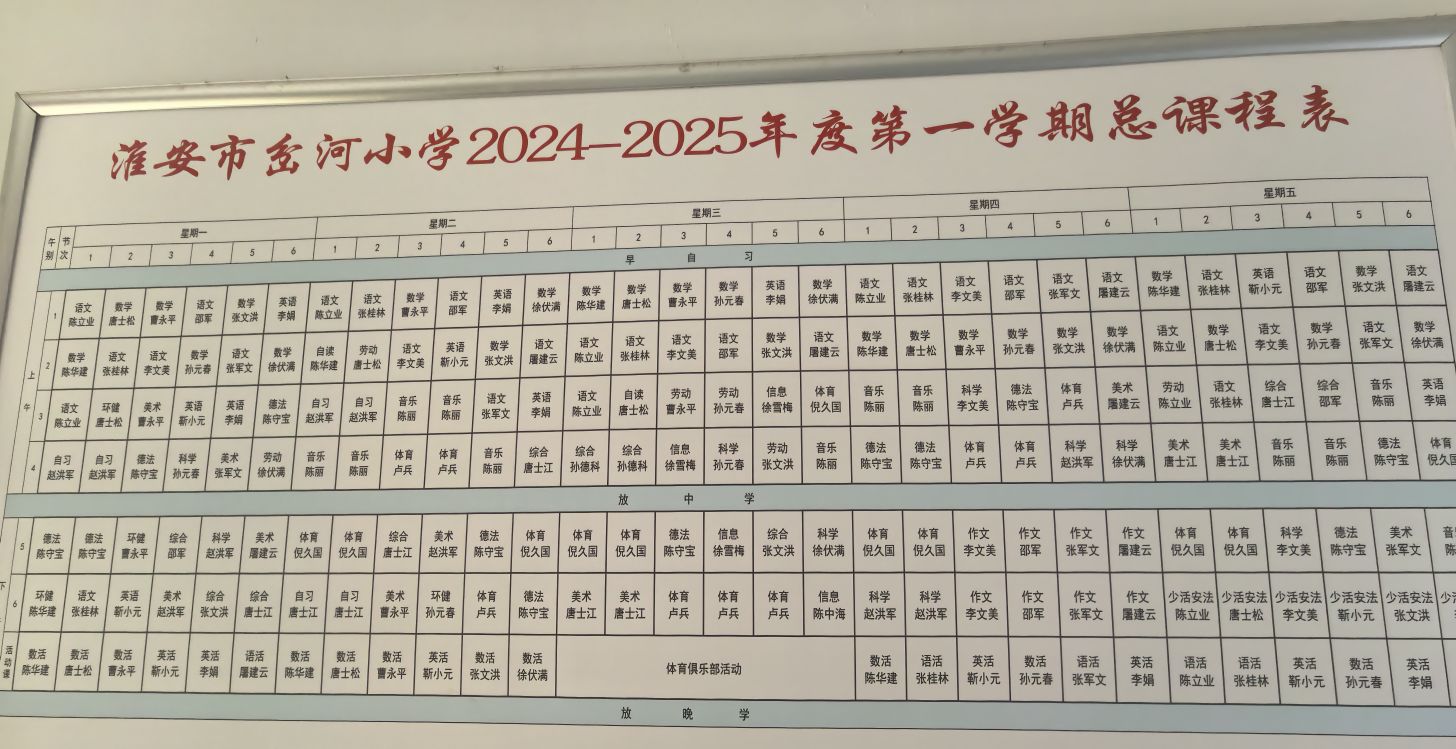 淮安市岔河小学2024—2025年度第一学期总课程表
午别 节次 星期一 星期二 星期三 星期四 星期五
1 2 3 4 5 6 1 2 3 4 5 6 1 2 3 4 5 6 1 2 3 4 5 6 1 2 3 4 5 6
早自习
上午
1 语文 数学 数学 语文 数学 英语 语文 语文 数学 语文 英语 数学 数学 数学 数学 数学 英语 数学 语文 语文 语文 语文 语文 语文 数学 语文 英语 语文 数学 语文
陈立业 唐士松 曹永平 邵军 张文洪 李娟 陈立业 张桂林 曹永平 邵军 李娟 徐伏满 陈华建 唐士松 曹永平 孙元春 李娟 徐伏满 陈立业 张桂林 李文美 邵军 张军文 屠建云 陈华建 张桂林 靳小元 邵军 张文洪 屠建云
2 数学 语文 语文 数学 语文 数学 自读 劳动 语文 英语 数学 语文 语文 语文 语文 语文 数学 语文 数学 数学 数学 数学 数学 数学 语文 数学 语文 数学 语文 数学
陈华建 张桂林 李文美 孙元春 张军文 徐伏满 陈华建 唐士松 李文美 靳小元 张文洪 屠建云 陈立业 张桂林 李文美 邵军 张文洪 屠建云 陈华建 唐士松 曹永平 孙元春 张文洪 徐伏满 陈立业 唐士松 李文美 孙元春 张军文 徐伏满
3 语文 环健 美术 英语 英语 德法 自习 自习 音乐 音乐 语文 英语 语文 自读 劳动 劳动 信息 体育 音乐 音乐 科学 德法 体育 美术 劳动 语文 综合 综合 音乐 英语
陈立业 唐士松 曹永平 靳小元 李娟 陈守宝 赵洪军 赵洪军 陈丽 陈丽 张军文 李娟 陈立业 唐士松 曹永平 孙元春 徐雪梅 倪久国 陈丽 陈丽 李文美 陈守宝 卢兵 屠建云 陈立业 张桂林 唐士江 邵军 陈丽 李娟
4 自习 自习 德法 科学 美术 劳动 音乐 音乐 体育 体育 音乐 综合 综合 综合 信息 科学 劳动 音乐 德法 德法 体育 体育 科学 科学 美术 美术 音乐 音乐 德法 体育
赵洪军 赵洪军 陈守宝 孙元春 张军文 徐伏满 陈丽 陈丽 卢兵 卢兵 陈丽 唐士江 孙德科 孙德科 徐雪梅 孙元春 张文洪 陈丽 陈守宝 陈守宝 卢兵 卢兵 赵洪军 徐伏满 唐士江 唐士江 陈丽 陈丽 陈守宝 倪久国
放中学
下
5 德法 德法 环健 综合 科学 美术 体育 体育 综合 美术 德法 体育 体育 体育 德法 信息 综合 科学 体育 体育 作文 作文 作文 作文 体育 体育 科学 德法 美术
陈守宝 陈守宝 曹永平 邵军 赵洪军 屠建云 倪久国 倪久国 唐士江 赵洪军 陈守宝 倪久国 倪久国 倪久国 陈守宝 徐雪梅 张文洪 徐伏满 倪久国 倪久国 李文美 邵军 张军文 屠建云 倪久国 倪久国 李文美 陈守宝 张军文
6 环健 语文 英语 美术 综合 综合 自习 自习 美术 环健 体育 德法 美术 美术 体育 体育 体育 信息 科学 科学 作文 作文 作文 作文 少活安法 少活安法 少活安法 少活安法 少活安法
陈华建 张桂林 靳小元 赵洪军 张文洪 唐士江 唐士江 唐士江 曹永平 孙元春 卢兵 陈守宝 唐士江 唐士江 卢兵 卢兵 卢兵 陈中海 赵洪军 赵洪军 李文美 邵军 张军文 屠建云 陈立业 唐士松 李文美 靳小元 张文洪
活动课 数活 数活 数活 英活 英活 语活 数活 数活 数活 英活 数活 数活 体育俱乐部活动 数活 语活 英活 数活 语活 英活 语活 语活 英活 数活 英活
陈华建 唐士松 曹永平 靳小元 李娟 屠建云 陈华建 唐士松 曹永平 靳小元 张文洪 徐伏满 陈华建 张桂林 靳小元 孙元春 张军文 李娟 陈立业 张桂林 靳小元 孙元春 李娟
放晚学